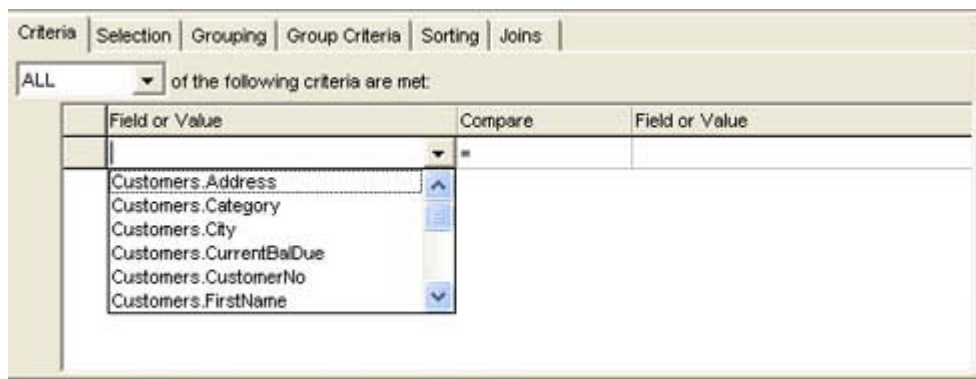 Criteria Selection Grouping Group Criteria Sorting Joins
ALL of the following criteria are met:
Field or Value Compare Field or Value
=
Customers.Address
Customers.Category
Customers.City
Customers.CurrentBalDue
Customers.CustomerNo
Customers.FirstName